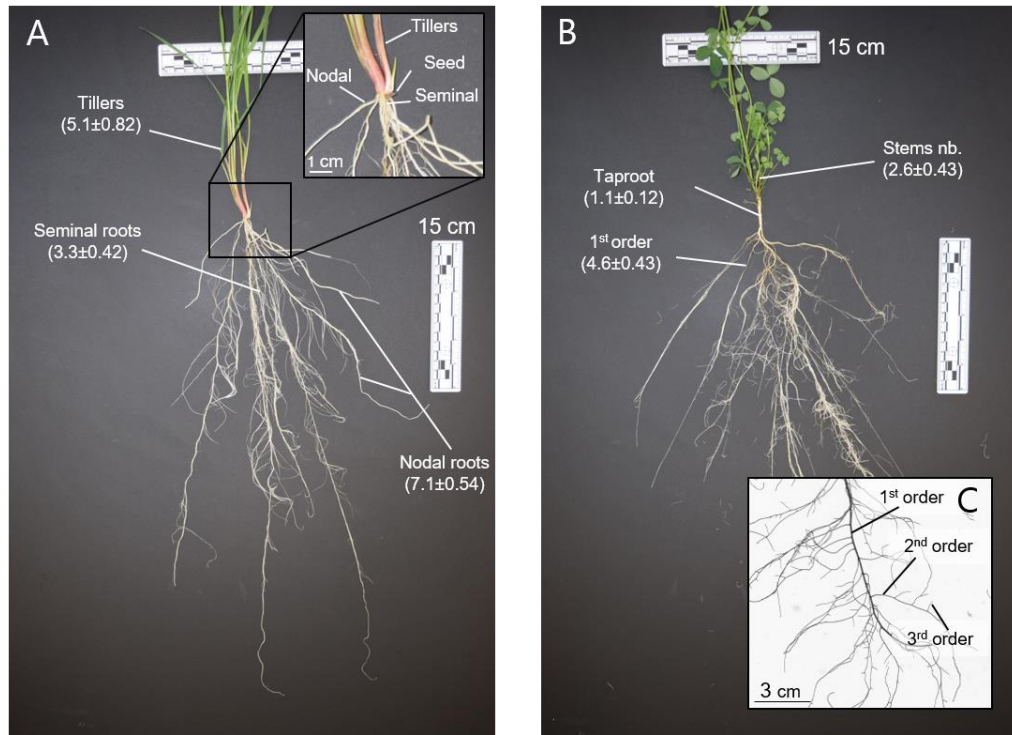 A
Tillers
Nodal
Seed
Seminal
1 cm
Tillers
(5.1±0.82)
Seminal roots
(3.3±0.42)
15 cm
Nodal roots
(7.1±0.54)
B
15 cm
Stems nb.
(2.6±0.43)
Taproot
(1.1±0.12)
1st order
(4.6±0.43)
C
1st order
2nd order
3rd order
3 cm